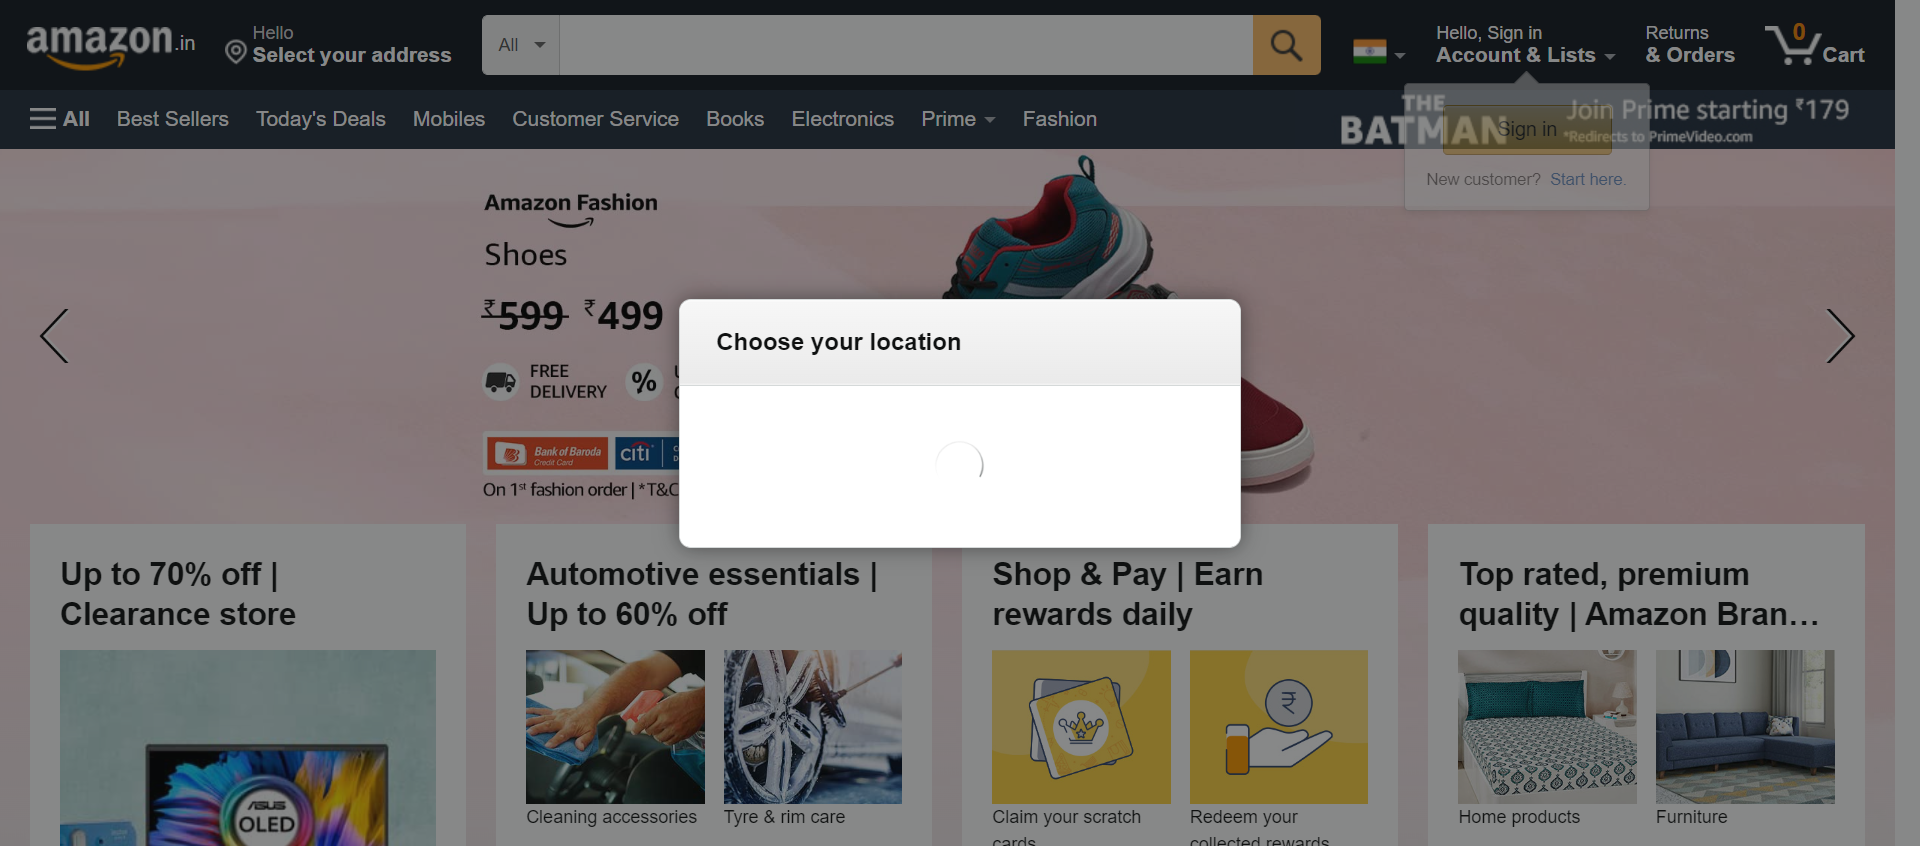 amazon.in
Hello
Select your address
All
Hello, Sign in
Account & Lists
Returns
& Orders
0
Cart
All
Best Sellers
Today's Deals
Mobiles
Customer Service
Books
Electronics
Prime
Fashion
THE
BATMAN
Join Prime starting ₹179
*Redirects to PrimeVideo.com
Sign in
New customer? Start here.
Amazon Fashion
Shoes
₹599 ₹499
FREE
DELIVERY
%
Bank of Baroda
Credit Card
citi
On 1st fashion order | *T&C
Choose your location
Up to 70% off |
Clearance store
ASUS
OLED
Automotive essentials |
Up to 60% off
Cleaning accessories
Tyre & rim care
Shop & Pay | Earn
rewards daily
₹
Claim your scratch
cards
Redeem your
collected rewards
Top rated, premium
quality | Amazon Bran…
Home products
Furniture